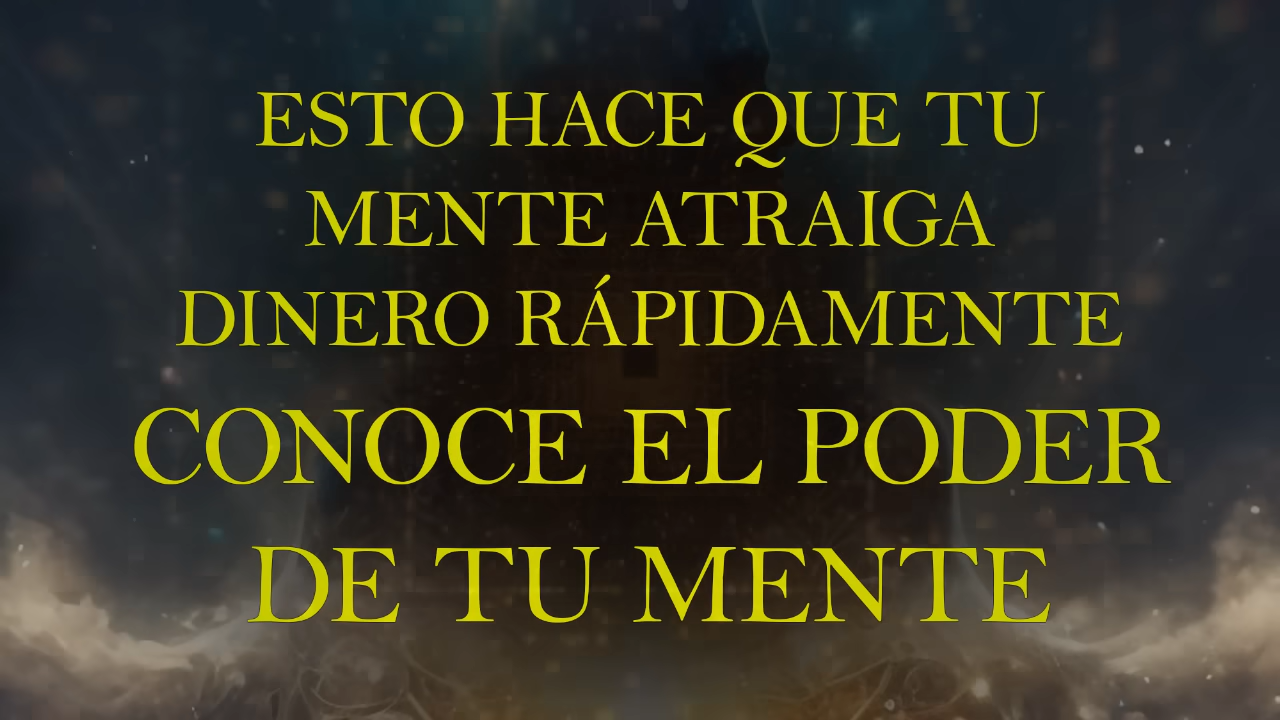 ESTO HACE QUE TU
MENTE ATRAIGA
DINERO RÁPIDAMENTE
CONOCE EL PODER
DE TU MENTE